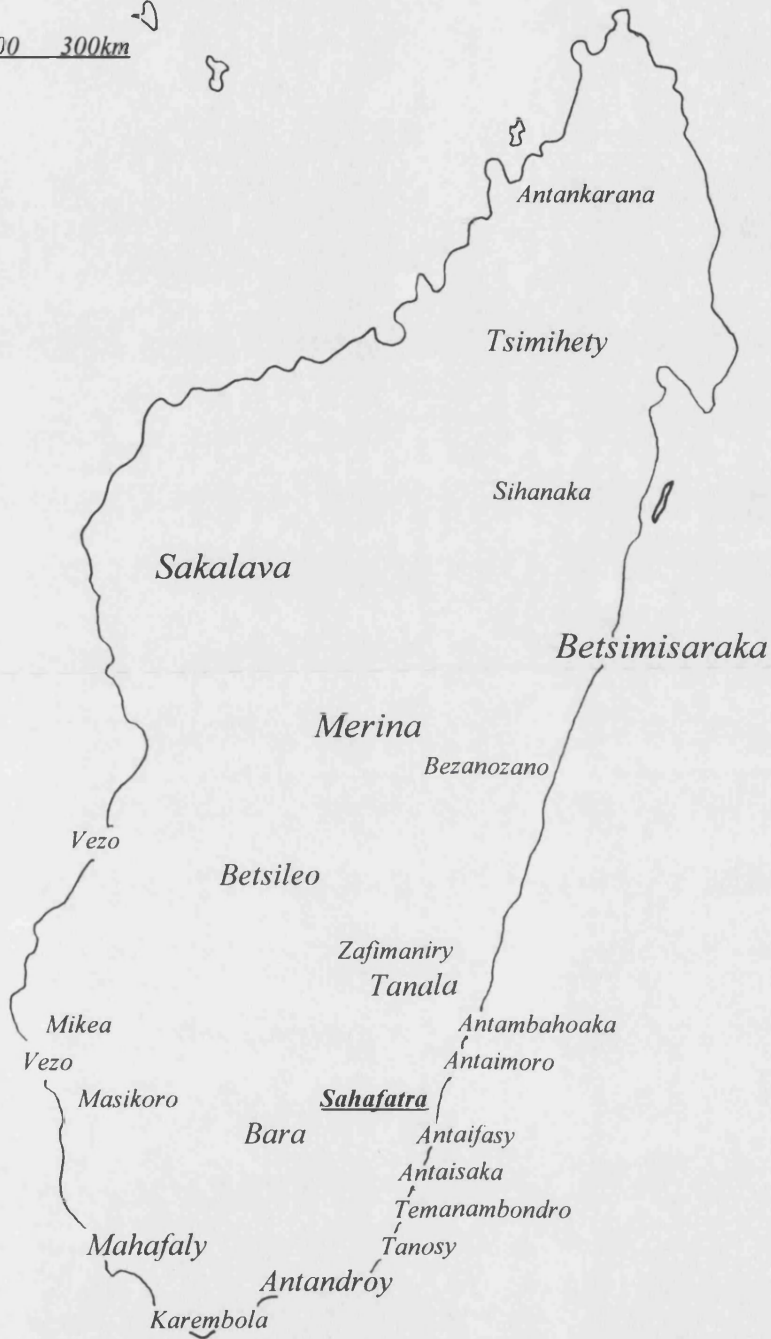 00 300km
Antankarana
Tsimihety
Sihanaka
Sakalava
Betsimisaraka
Merina
Bezanozano
Vezo
Betsileo
Zafimaniry
Tanala
Mikea
Antambahoaka
Vezo
Antaimoro
Masikoro
Sahafatra
Bara
Antaifasy
Antaisaka
Temanambondro
Mahafaly
Tanosy
Antandroy
Karembola